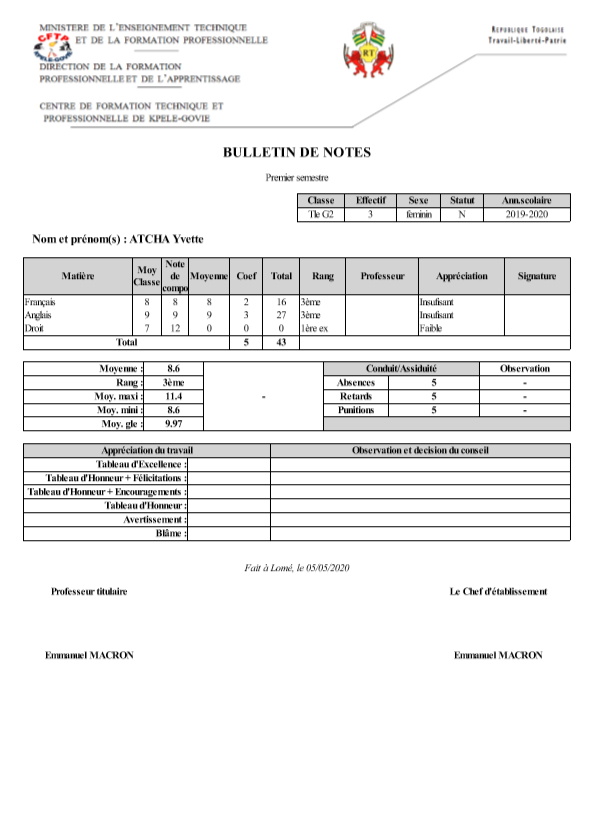 MINISTERE DE L'ENSEIGNEMENT TECHNIQUE
ET DE LA FORMATION PROFESSIONNELLE
CFTP
KPELE-GOVIE
DIRECTION DE LA FORMATION
PROFESSIONNELLE ET DE L'APPRENTISSAGE
CENTRE DE FORMATION TECHNIQUE ET
PROFESSIONNELLE DE KPELE-GOVIE
RT
REPUBLIQUE TOGOLAISE
Travail-Liberté-Patrie
BULLETIN DE NOTES
Premier semestre
Classe Effectif Sexe Statut Ann.scolaire
Tle G2 3 feminin N 2019-2020
Nom et prénom(s) : ATCHA Yvette
Matière Moy Classe Note de compo Moyenne Coef Total Rang Professeur Appréciation Signature
Français 8 8 8 2 16 3ème Insufisant
Anglais 9 9 9 3 27 3ème Insufisant
Droit 7 12 0 0 0 1ère ex Faible
Total 5 43
Moyenne : 8.6 - Conduit/Assiduité Observation
Rang : 3ème Absences 5 -
Moy. maxi : 11.4 Retards 5 -
Moy. mini : 8.6 Punitions 5 -
Moy. gle : 9.97
Appréciation du travail Observation et decision du conseil
Tableau d'Excellence :
Tableau d'Honneur + Félicitations :
Tableau d'Honneur + Encouragements :
Tableau d'Honneur :
Avertissement :
Blâme :
Fait à Lomé, le 05/05/2020
Professeur titulaire Le Chef d'établissement
Emmanuel MACRON Emmanuel MACRON